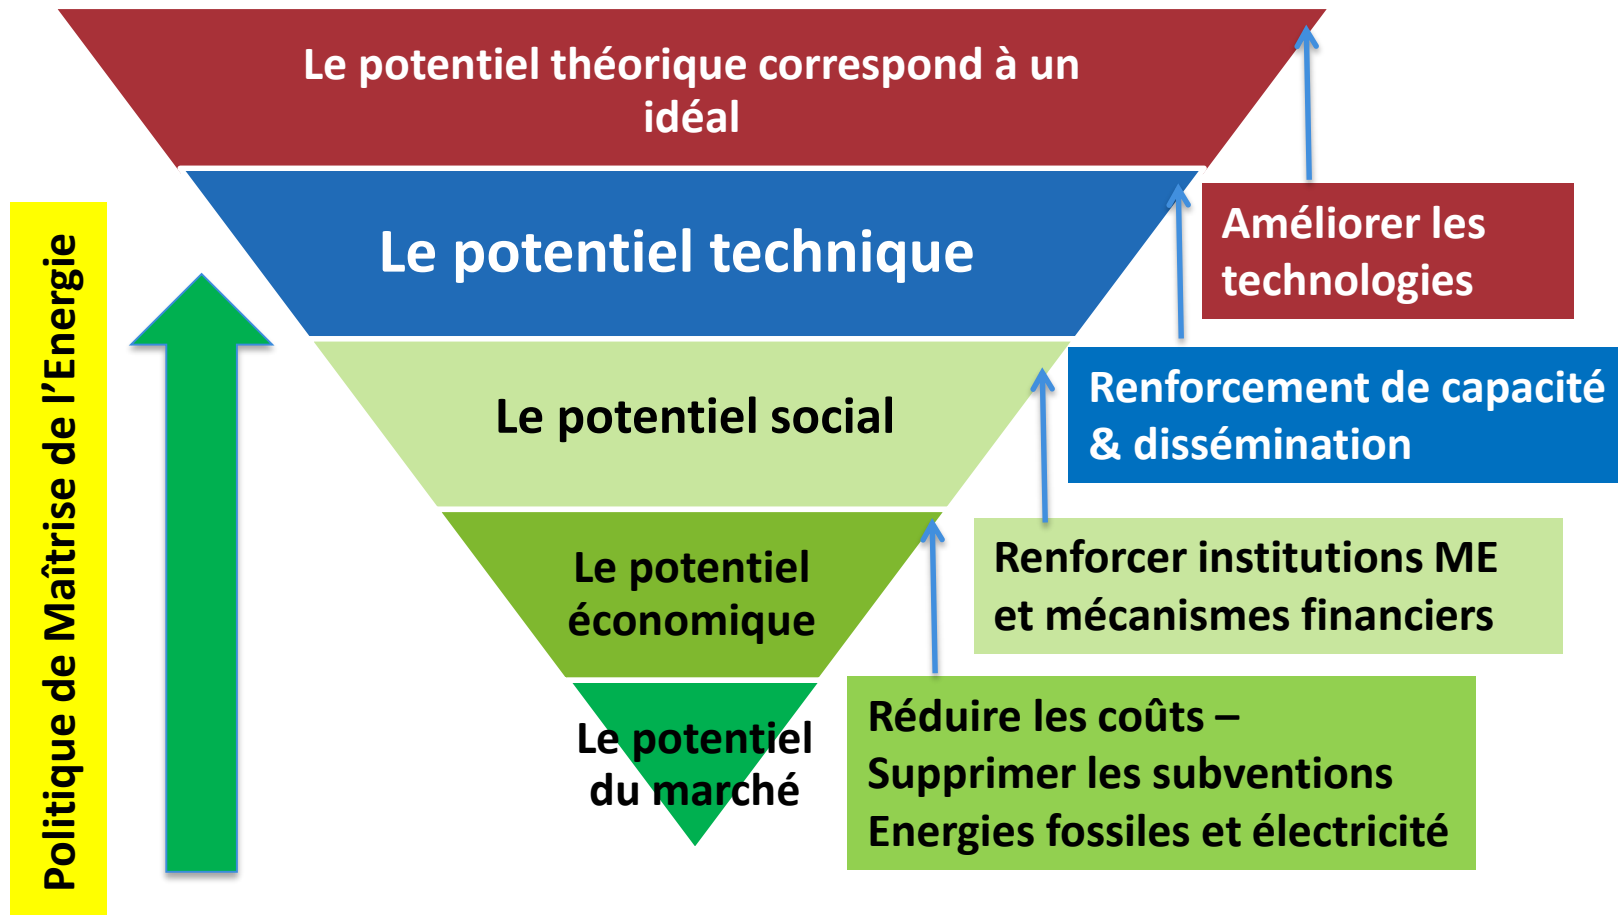 Le potentiel théorique correspond à un
idéal
Le potentiel technique
Le potentiel social
Le potentiel
économique
Le potentiel
du marché
Politique de Maîtrise de l’Energie
Améliorer les
technologies
Renforcement de capacité
& dissémination
Renforcer institutions ME
et mécanismes financiers
Réduire les coûts –
Supprimer les subventions
Energies fossiles et électricité